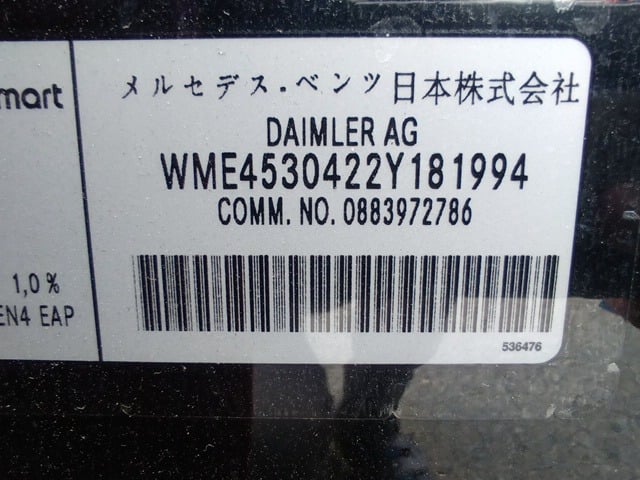 mart
メルセデス・ベンツ日本株式会社
DAIMLER AG
WME4530422Y181994
COMM. NO. 0883972786
1,0%
EN4 EAP
536476